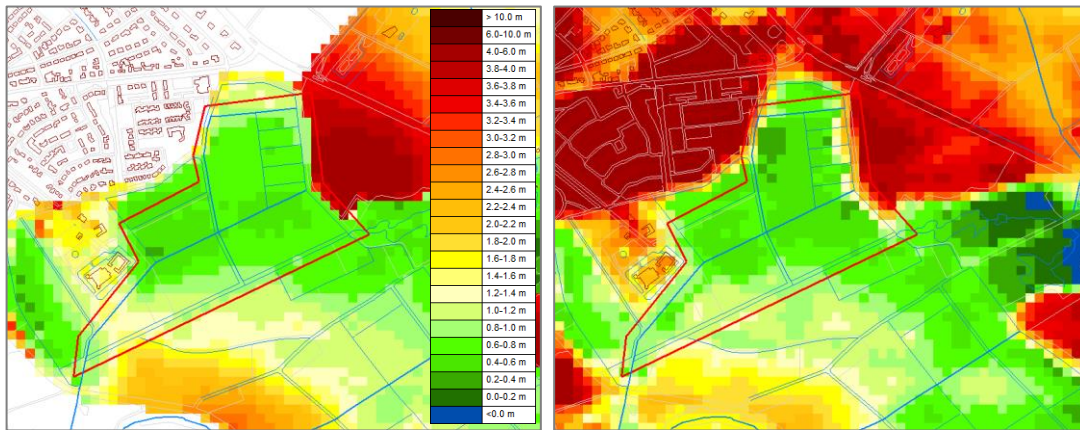 > 10.0 m
6.0-10.0 m
4.0-6.0 m
3.8-4.0 m
3.6-3.8 m
3.4-3.6 m
3.2-3.4 m
3.0-3.2 m
2.8-3.0 m
2.6-2.8 m
2.4-2.6 m
2.2-2.4 m
2.0-2.2 m
1.8-2.0 m
1.6-1.8 m
1.4-1.6 m
1.2-1.4 m
1.0-1.2 m
0.8-1.0 m
0.6-0.8 m
0.4-0.6 m
0.2-0.4 m
0.0-0.2 m
<0.0 m